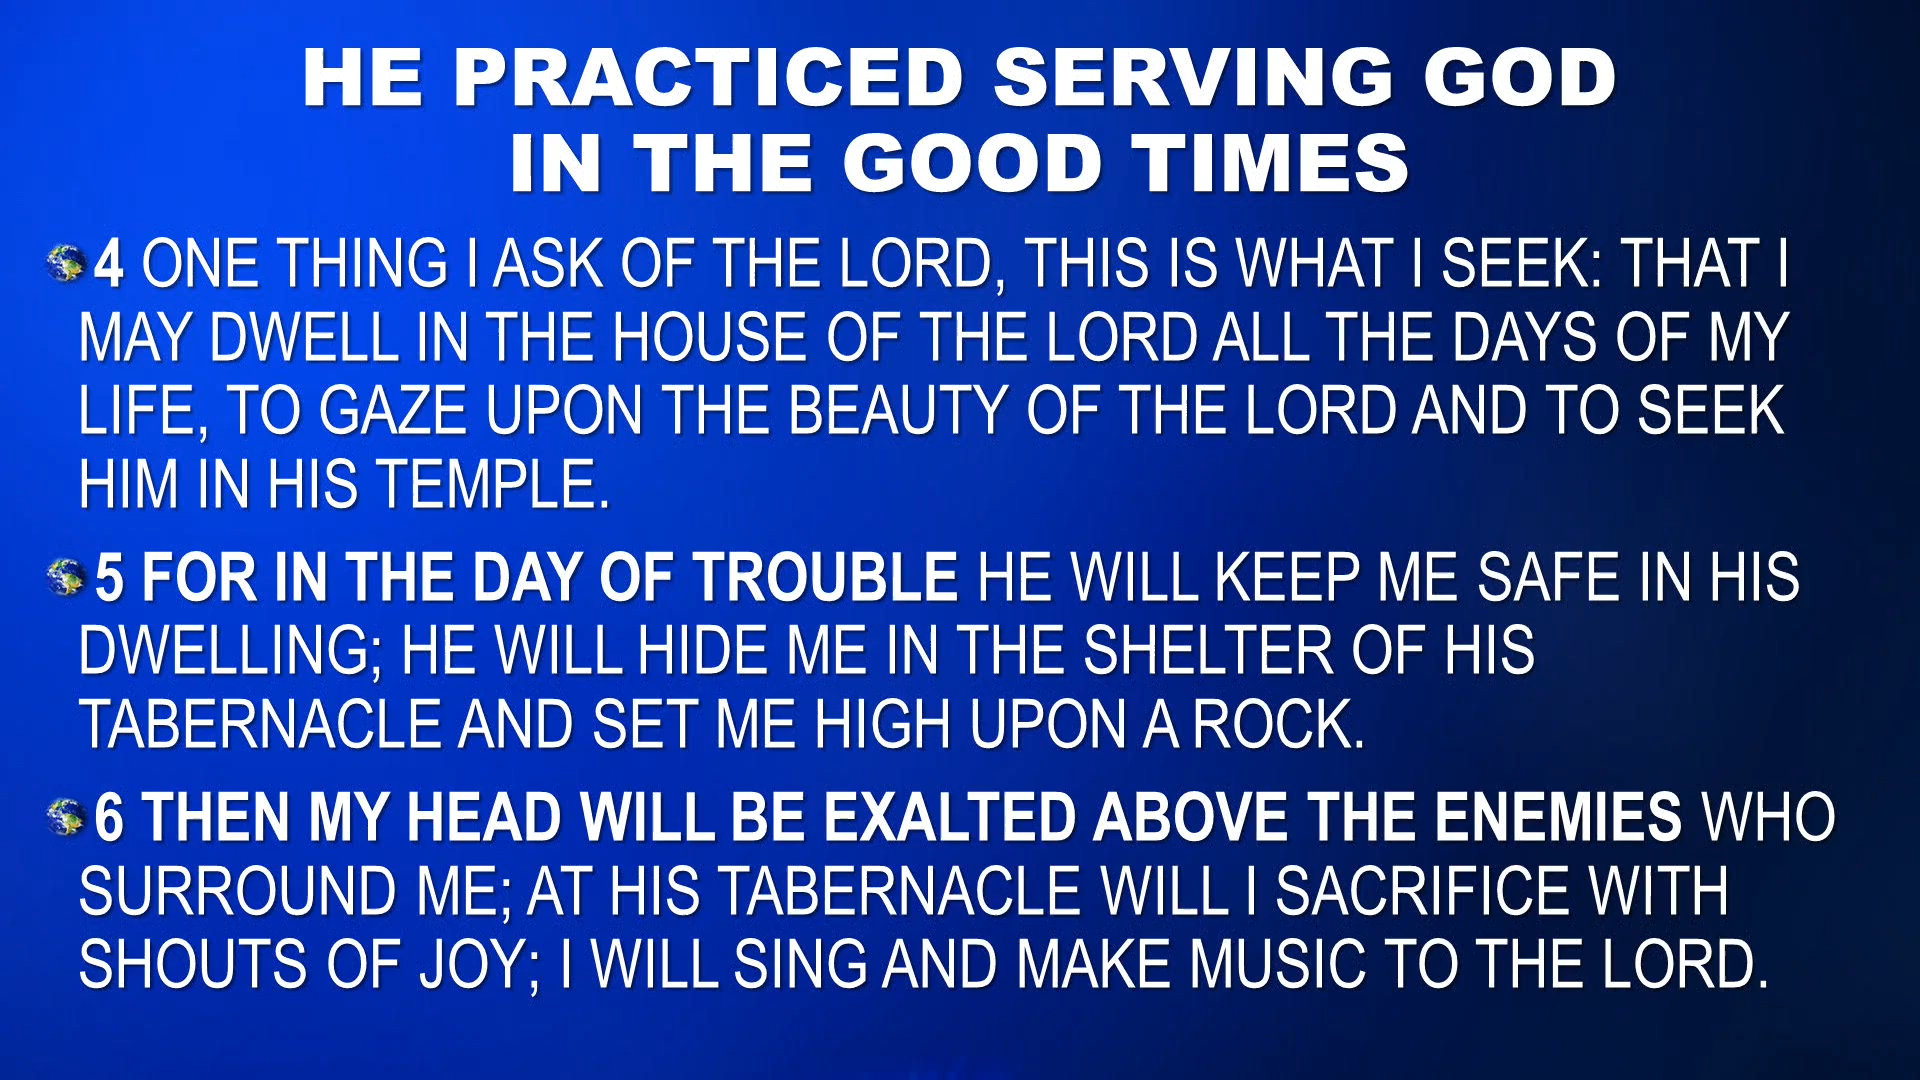 HE PRACTICED SERVING GOD
IN THE GOOD TIMES
4 ONE THING I ASK OF THE LORD, THIS IS WHAT I SEEK: THAT I
MAY DWELL IN THE HOUSE OF THE LORD ALL THE DAYS OF MY
LIFE, TO GAZE UPON THE BEAUTY OF THE LORD AND TO SEEK
HIM IN HIS TEMPLE.
5 FOR IN THE DAY OF TROUBLE HE WILL KEEP ME SAFE IN HIS
DWELLING; HE WILL HIDE ME IN THE SHELTER OF HIS
TABERNACLE AND SET ME HIGH UPON A ROCK.
6 THEN MY HEAD WILL BE EXALTED ABOVE THE ENEMIES WHO
SURROUND ME; AT HIS TABERNACLE WILL I SACRIFICE WITH
SHOUTS OF JOY; I WILL SING AND MAKE MUSIC TO THE LORD.